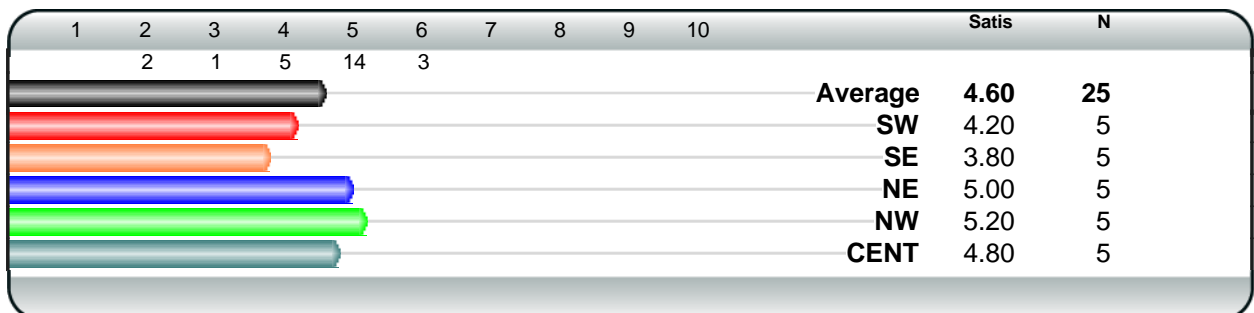 1 2 3 4 5 6 7 8 9 10 Satis N
2 1 5 14 3
Average 4.60 25
SW 4.20 5
SE 3.80 5
NE 5.00 5
NW 5.20 5
CENT 4.80 5